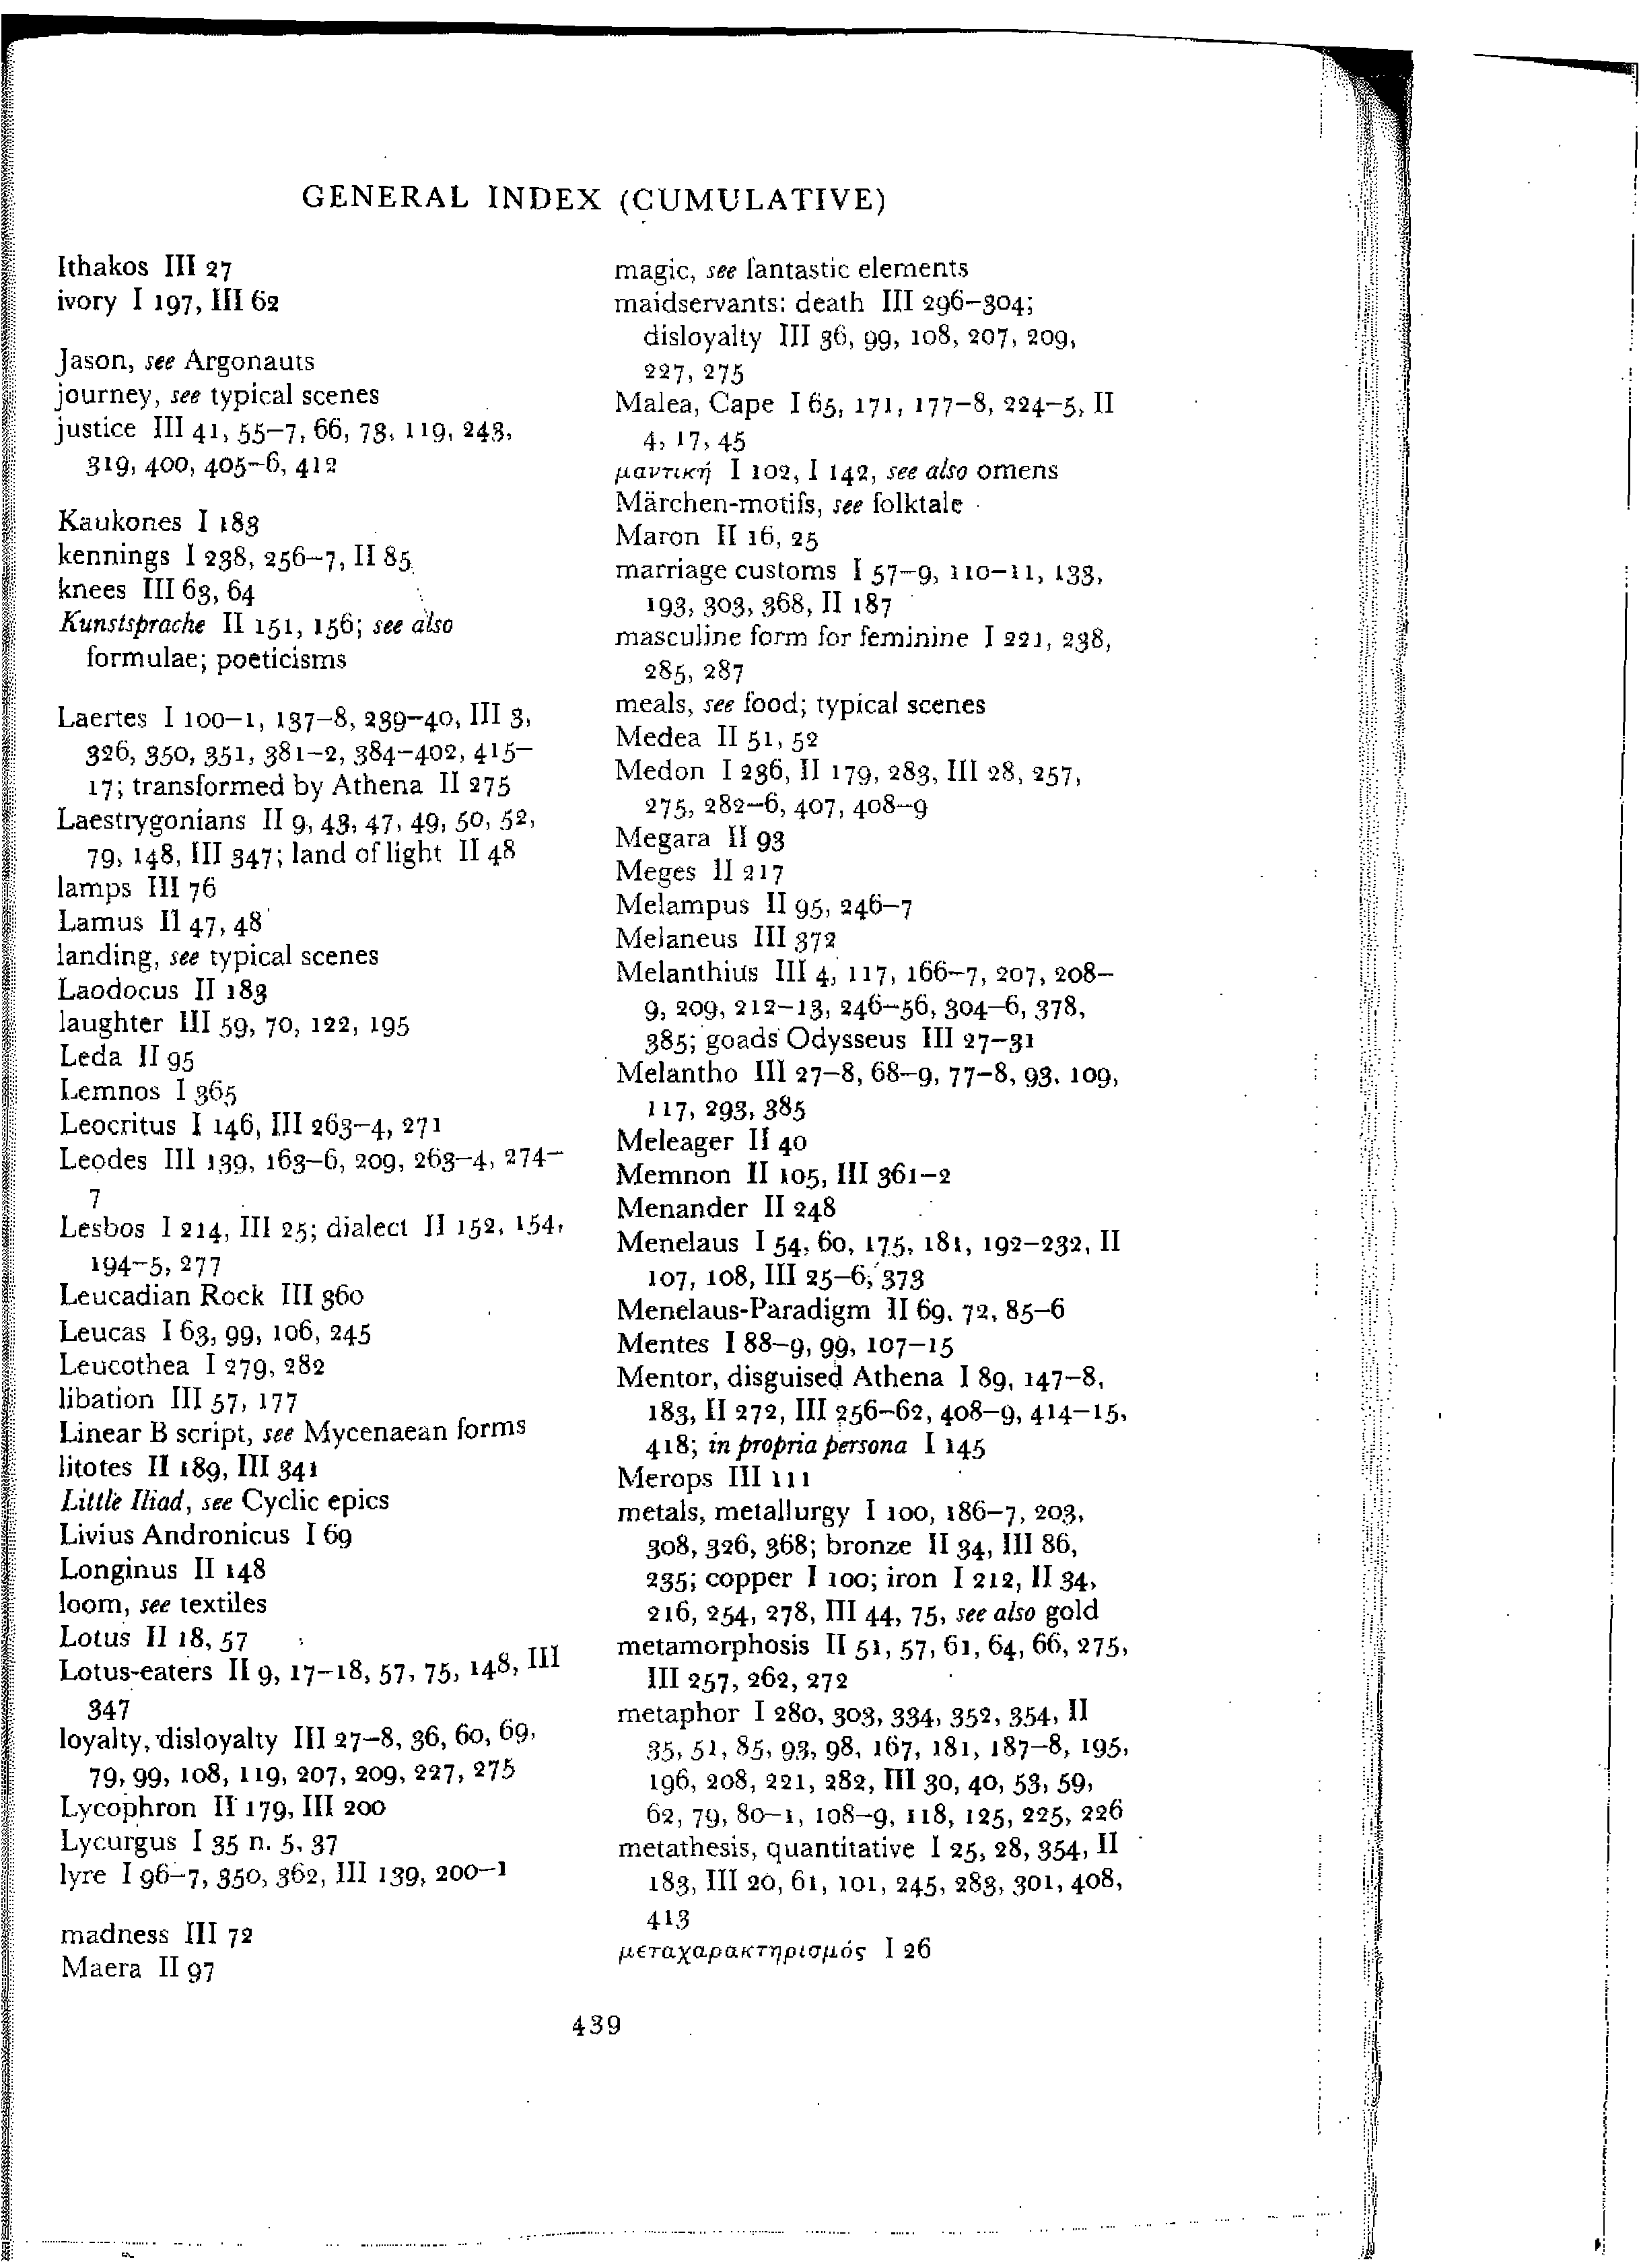 GENERAL INDEX (CUMULATIVE)
Ithakos III 27
ivory I 197, III 62
Jason, see Argonauts
journey, see typical scenes
justice III 41, 55–7, 66, 73, 119, 243,
319, 400, 405–6, 412
Kaukones I 183
kennings I 238, 256–7, II 85
knees III 63, 64
Kunstsprache II 151, 156; see also
formulae; poeticisms
Laertes I 100–1, 137–8, 239–40, III 3,
326, 350, 351, 381–2, 384–402, 415–
17; transformed by Athena II 275
Laestrygonians II 9, 43, 47, 49, 50, 52,
79, 148, III 347; land of light II 48
lamps III 76
Lamus II 47, 48
landing, see typical scenes
Laodocus II 183
laughter III 59, 70, 122, 195
Leda II 95
Lemnos I 365
Leocritus I 146, III 263–4, 271
Leodes III 139, 163–6, 209, 263–4, 274–
7
Lesbos I 214, III 25; dialect II 152, 154,
194–5, 277
Leucadian Rock III 360
Leucas I 63, 99, 106, 245
Leucothea I 279, 282
libation III 57, 177
Linear B script, see Mycenaean forms
litotes II 189, III 341
Little Iliad, see Cyclic epics
Livius Andronicus I 69
Longinus II 148
loom, see textiles
Lotus II 18, 57
Lotus-eaters II 9, 17–18, 57, 75, 148, III
347
loyalty, disloyalty III 27–8, 36, 60, 69,
79, 99, 108, 119, 207, 209, 227, 275
Lycophron II 179, III 200
Lycurgus I 35 n. 5, 37
lyre I 96–7, 350, 362, III 139, 200–1
madness III 72
Maera II 97
magic, see fantastic elements
maidservants: death III 296–304;
disloyalty III 36, 99, 108, 207, 209,
227, 275
Malea, Cape I 65, 171, 177–8, 224–5, II
4, 17, 45
μαντική I 102, I 142, see also omens
Märchen-motifs, see folktale
Maron II 16, 25
marriage customs I 57–9, 110–11, 133,
193, 303, 368, II 187
masculine form for feminine I 221, 238,
285, 287
meals, see food; typical scenes
Medea II 51, 52
Medon I 236, II 179, 283, III 28, 257,
275, 282–6, 407, 408–9
Megara II 93
Meges II 217
Melampus II 95, 246–7
Melaneus III 372
Melanthius III 4, 117, 166–7, 207, 208–
9, 209, 212–13, 246–56, 304–6, 378,
385; goads Odysseus III 27–31
Melantho III 27–8, 68–9, 77–8, 93, 109,
117, 293, 385
Meleager II 40
Memnon II 105, III 361–2
Menander II 248
Menelaus I 54, 60, 175, 181, 192–232, II
107, 108, III 25–6, 373
Menelaus-Paradigm II 69, 72, 85–6
Mentes I 88–9, 99, 107–15
Mentor, disguised Athena I 89, 147–8,
183, II 272, III 256–62, 408–9, 414–15,
418; in propria persona I 145
Merops III 111
metals, metallurgy I 100, 186–7, 203,
308, 326, 368; bronze II 34, III 86,
235; copper I 100; iron I 212, II 34,
216, 254, 278, III 44, 75, see also gold
metamorphosis II 51, 57, 61, 64, 66, 275,
III 257, 262, 272
metaphor I 280, 303, 334, 352, 354, II
35, 51, 85, 93, 98, 167, 181, 187–8, 195,
196, 208, 221, 282, III 30, 40, 53, 59,
62, 79, 80–1, 108–9, 118, 125, 225, 226
metathesis, quantitative I 25, 28, 354, II
183, III 20, 61, 101, 245, 283, 301, 408,
413
μεταχαρακτηρισμός I 26
439